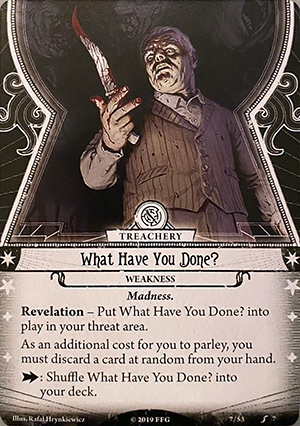 TREACHERY
What Have You Done?
WEAKNESS
Madness.
Revelation – Put What Have You Done? into
play in your threat area.
As an additional cost for you to parley, you
must discard a card at random from your hand.
: Shuffle What Have You Done? into
your deck.
Illus. Rafał Hrynkiewicz © 2019 FFG 7/53 7